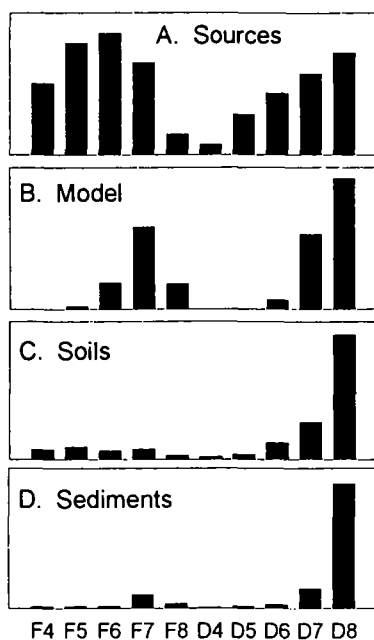 A. Sources
B. Model
C. Soils
D. Sediments
F4 F5 F6 F7 F8 D4 D5 D6 D7 D8